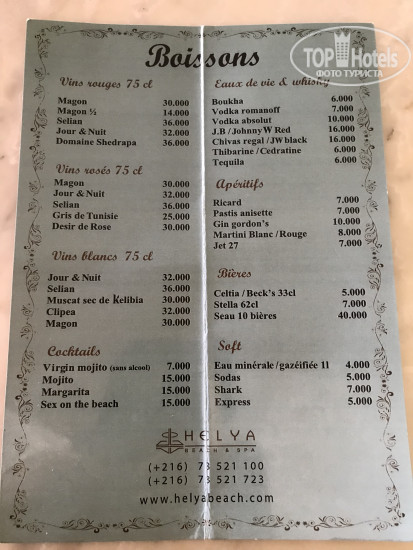 TOP Hotels
ФОТО ТУРИСТА
Boissons
Vins rouges 75 cl
Magon 30.000
Magon ½ 14.000
Selian 36.000
Jour & Nuit 32.000
Domaine Shedrapa 36.000
Vins rosés 75 cl
Magon 30.000
Jour & Nuit 32.000
Selian 36.000
Gris de Tunisie 25.000
Desir de Rose 30.000
Vins blancs 75 cl
Jour & Nuit 32.000
Selian 36.000
Muscat sec de Kelibia 30.000
Clipea 32.000
Magon 30.000
Cocktails
Virgin mojito (sans alcool) 7.000
Mojito 15.000
Margarita 15.000
Sex on the beach 15.000
Eaux de vie & whisky
Boukha 6.000
Vodka romanoff 7.000
Vodka absolut 10.000
J.B / JohnnyW Red 16.000
Chivas regal / JW black 16.000
Thibarine / Cedratine 6.000
Tequila 6.000
Apéritifs
Ricard 7.000
Pastis anisette 7.000
Gin gordon's 10.000
Martini Blanc / Rouge 8.000
Jet 27 7.000
Bières
Celtia / Beck's 33cl 5.000
Stella 62cl 7.000
Seau 10 bières 40.000
Soft
Eau minérale / gazéifiée 1l 4.000
Sodas 5.000
Shark 7.000
Express 5.000
HELYA
BEACH & SPA
(+216) 73 521 100
(+216) 73 521 723
www.helyabeach.com